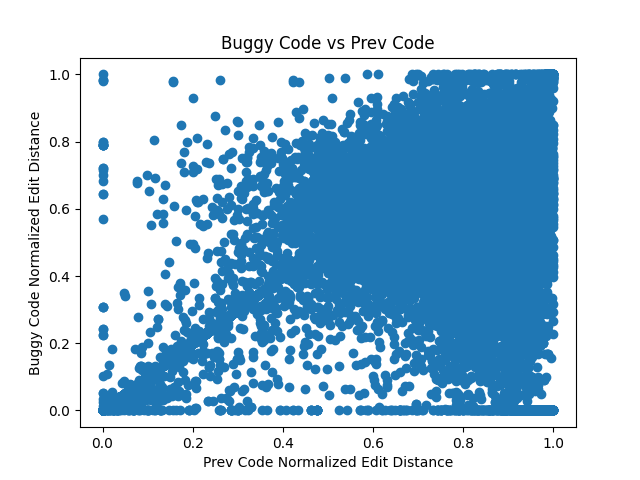 Buggy Code vs Prev Code
1.0
0.8
0.6
0.4
0.2
0.0
Buggy Code Normalized Edit Distance
0.0 0.2 0.4 0.6 0.8 1.0
Prev Code Normalized Edit Distance